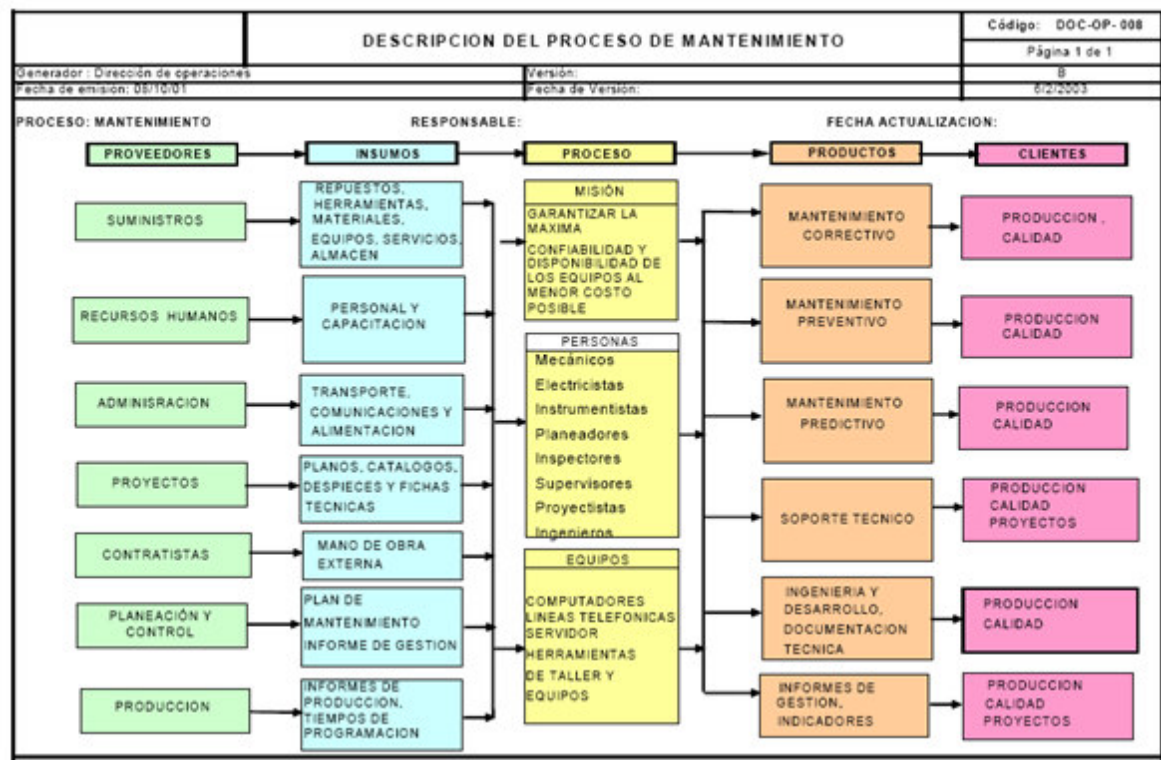 DESCRIPCION DEL PROCESO DE MANTENIMIENTO
Código: DOC-OP-008
Página 1 de 1
Generador : Dirección de operaciones
Versión:
B
Fecha de emisión: 08/10/01
Fecha de Versión:
6/2/2003
PROCESO: MANTENIMIENTO
RESPONSABLE:
FECHA ACTUALIZACION:
PROVEEDORES
INSUMOS
PROCESO
PRODUCTOS
CLIENTES
SUMINISTROS
RECURSOS HUMANOS
ADMINISRACION
PROYECTOS
CONTRATISTAS
PLANEACIÓN Y
CONTROL
PRODUCCION
REPUESTOS,
HERRAMIENTAS,
MATERIALES,
EQUIPOS, SERVICIOS,
ALMACEN
PERSONAL Y
CAPACITACION
TRANSPORTE,
COMUNICACIONES Y
ALIMENTACION
PLANOS, CATALOGOS,
DESPIECES Y FICHAS
TECNICAS
MANO DE OBRA
EXTERNA
PLAN DE
MANTENIMIENTO
INFORME DE GESTION
INFORMES DE
PRODUCCION,
TIEMPOS DE
PROGRAMACION
MISIÓN
GARANTIZAR LA
MAXIMA
CONFIABILIDAD Y
DISPONIBILIDAD DE
LOS EQUIPOS AL
MENOR COSTO
POSIBLE
PERSONAS
Mecánicos
Electricistas
Instrumentistas
Planeadores
Inspectores
Supervisores
Proyectistas
Ingenieros
EQUIPOS
COMPUTADORES
LINEAS TELEFONICAS
SERVIDOR
HERRAMIENTAS
DE TALLER Y
EQUIPOS
MANTENIMIENTO
CORRECTIVO
MANTENIMIENTO
PREVENTIVO
MANTENIMIENTO
PREDICTIVO
SOPORTE TECNICO
INGENIERIA Y
DESARROLLO,
DOCUMENTACION
TECNICA
INFORMES DE
GESTION,
INDICADORES
PRODUCCION ,
CALIDAD
PRODUCCION
CALIDAD
PRODUCCION
CALIDAD
PRODUCCION
CALIDAD
PROYECTOS
PRODUCCION
CALIDAD
PRODUCCION
CALIDAD
PROYECTOS